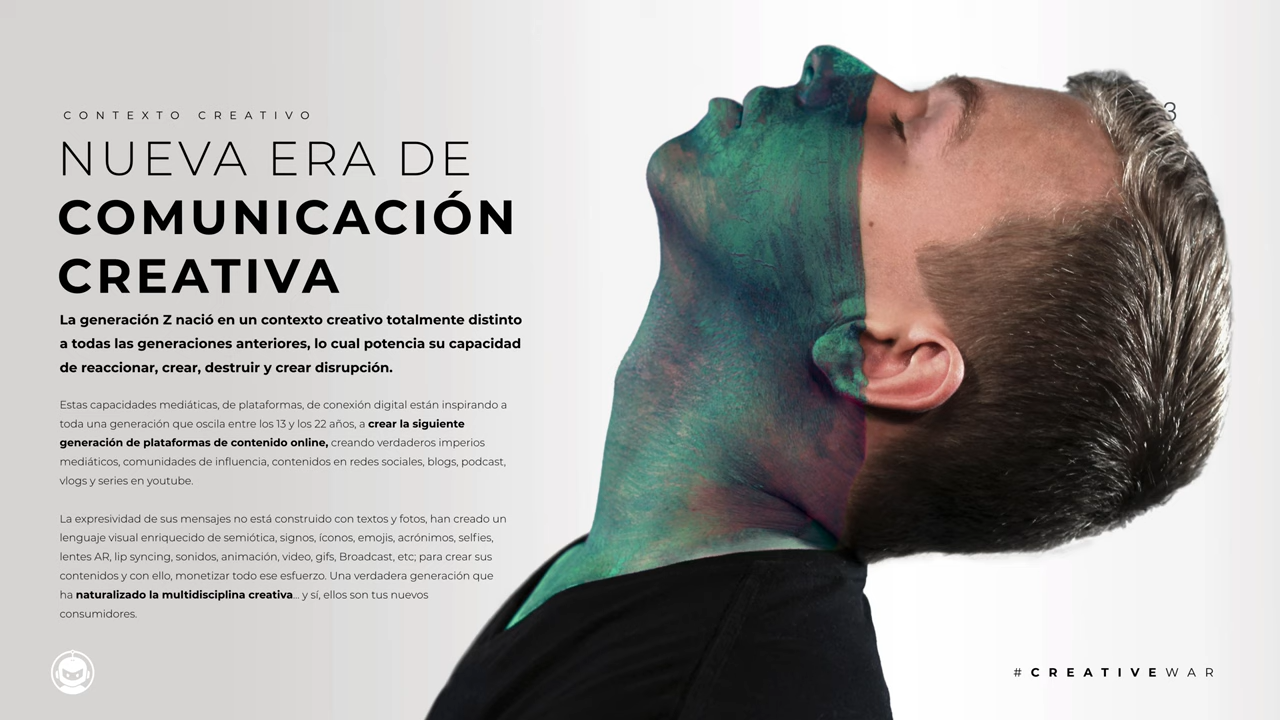 CONTEXTO CREATIVO
3
NUEVA ERA DE
COMUNICACIÓN
CREATIVA
La generación Z nació en un contexto creativo totalmente distinto
a todas las generaciones anteriores, lo cual potencia su capacidad
de reaccionar, crear, destruir y crear disrupción.
Estas capacidades mediáticas, de plataformas, de conexión digital están inspirando a
toda una generación que oscila entre los 13 y los 22 años, a crear la siguiente
generación de plataformas de contenido online, creando verdaderos imperios
mediáticos, comunidades de influencia, contenidos en redes sociales, blogs, podcast,
vlogs y series en youtube.
La expresividad de sus mensajes no está construido con textos y fotos, han creado un
lenguaje visual enriquecido de semiótica, signos, íconos, emojis, acrónimos, selfies,
lentes AR, lip syncing, sonidos, animación, video, gifs, Broadcast, etc; para crear sus
contenidos y con ello, monetizar todo ese esfuerzo. Una verdadera generación que
ha naturalizado la multidisciplina creativa... y sí, ellos son tus nuevos
consumidores.
#CREATIVEWAR